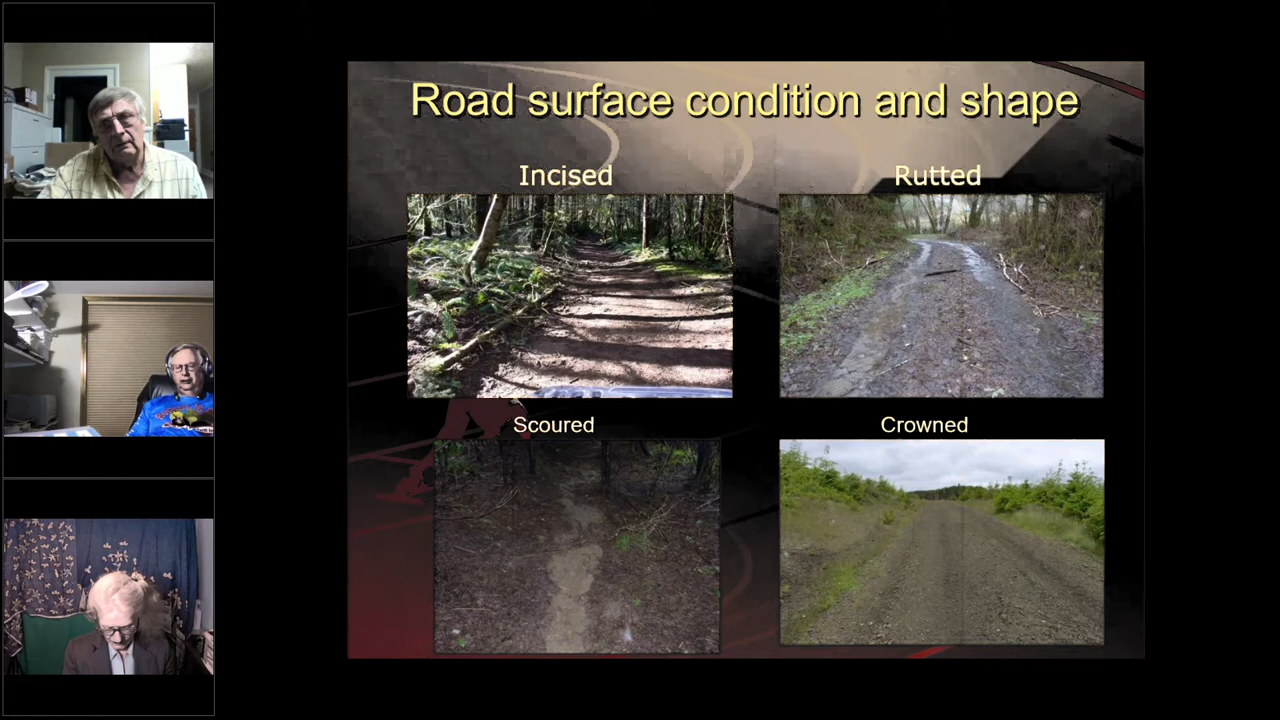 Road surface condition and shape
Incised
Rutted
Scoured
Crowned